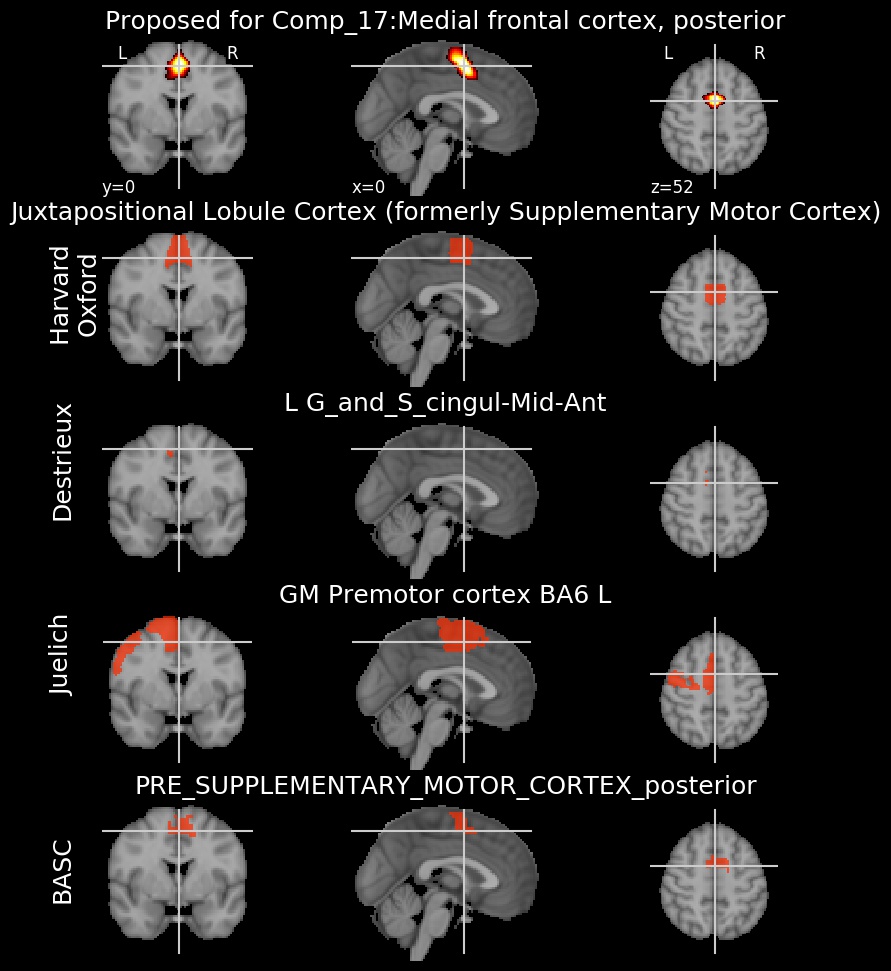 Proposed for Comp_17:Medial frontal cortex, posterior
L R L R
y=0 x=0 z=52
Juxtapositional Lobule Cortex (formerly Supplementary Motor Cortex)
Harvard
Oxford
L G_and_S_cingul-Mid-Ant
Destrieux
GM Premotor cortex BA6 L
Juelich
PRE_SUPPLEMENTARY_MOTOR_CORTEX_posterior
BASC